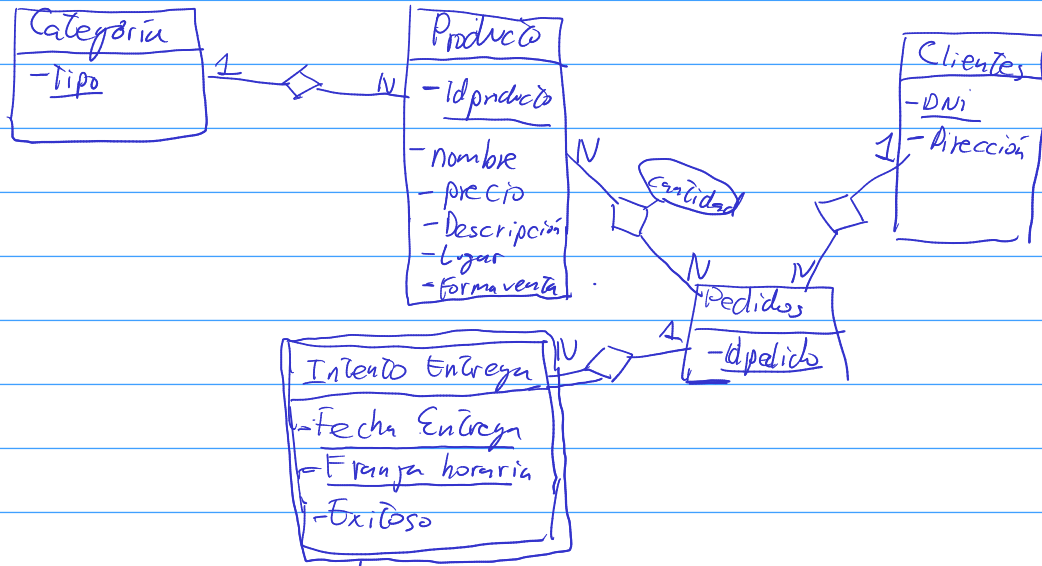 Categoria
-Tipo
1
N
Producto
-Idproducto
-nombre
-precio
-Descripción
-Lugar
-Formaventa
N
Cantidad
N
Clientes
-DNi
-Dirección
1
N
Pedidos
-Idpedido
1
N
Intento Entrega
-Fecha Entrega
-Franja horaria
-Exitoso